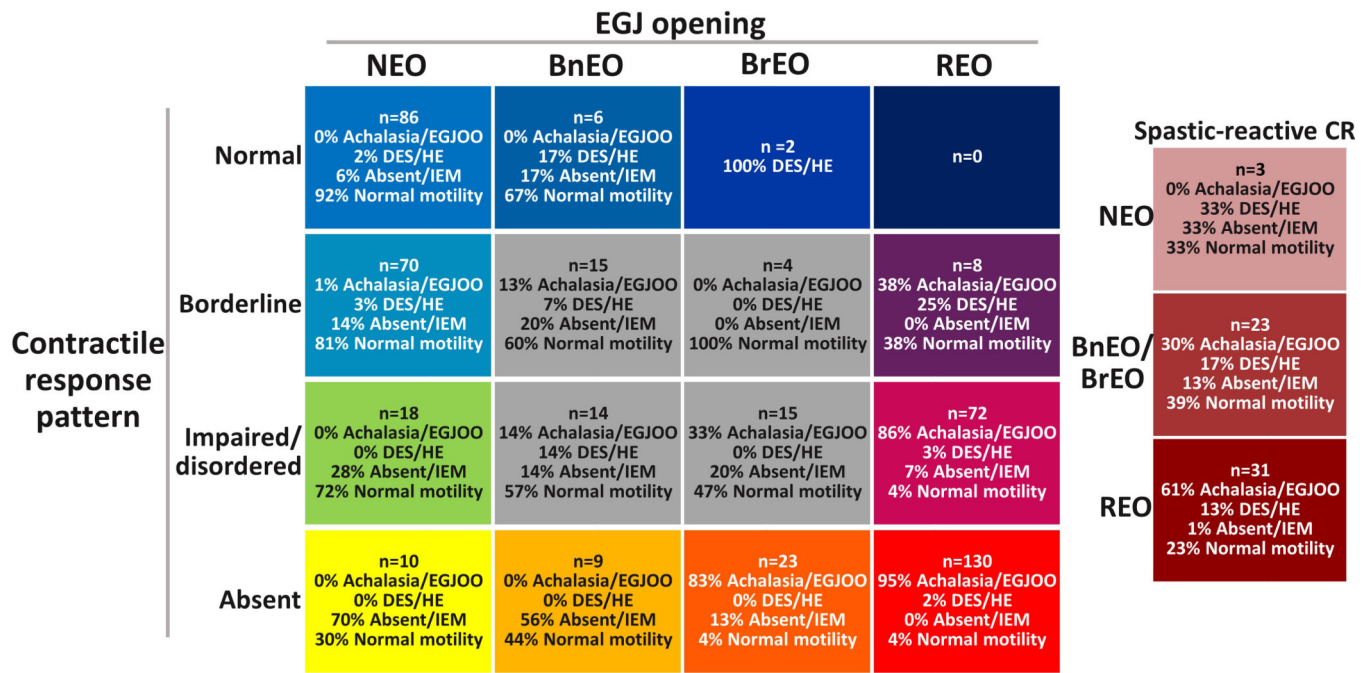 EGJ opening
NEO
BnEO
BrEO
REO
Contractile
response
pattern
Normal
n=86
0% Achalasia/EGJOO
2% DES/HE
6% Absent/IEM
92% Normal motility
n=6
0% Achalasia/EGJOO
17% DES/HE
17% Absent/IEM
67% Normal motility
n =2
100% DES/HE
n=0
Borderline
n=70
1% Achalasia/EGJOO
3% DES/HE
14% Absent/IEM
81% Normal motility
n=15
13% Achalasia/EGJOO
7% DES/HE
20% Absent/IEM
60% Normal motility
n=4
0% Achalasia/EGJOO
0% DES/HE
0% Absent/IEM
100% Normal motility
n=8
38% Achalasia/EGJOO
25% DES/HE
0% Absent/IEM
38% Normal motility
Impaired/
disordered
n=18
0% Achalasia/EGJOO
0% DES/HE
28% Absent/IEM
72% Normal motility
n=14
14% Achalasia/EGJOO
14% DES/HE
14% Absent/IEM
57% Normal motility
n=15
33% Achalasia/EGJOO
0% DES/HE
20% Absent/IEM
47% Normal motility
n=72
86% Achalasia/EGJOO
3% DES/HE
7% Absent/IEM
4% Normal motility
Absent
n=10
0% Achalasia/EGJOO
0% DES/HE
70% Absent/IEM
30% Normal motility
n=9
0% Achalasia/EGJOO
0% DES/HE
56% Absent/IEM
44% Normal motility
n=23
83% Achalasia/EGJOO
0% DES/HE
13% Absent/IEM
4% Normal motility
n=130
95% Achalasia/EGJOO
2% DES/HE
0% Absent/IEM
4% Normal motility
Spastic-reactive CR
NEO
n=3
0% Achalasia/EGJOO
33% DES/HE
33% Absent/IEM
33% Normal motility
BnEO/
BrEO
n=23
30% Achalasia/EGJOO
17% DES/HE
13% Absent/IEM
39% Normal motility
REO
n=31
61% Achalasia/EGJOO
13% DES/HE
1% Absent/IEM
23% Normal motility